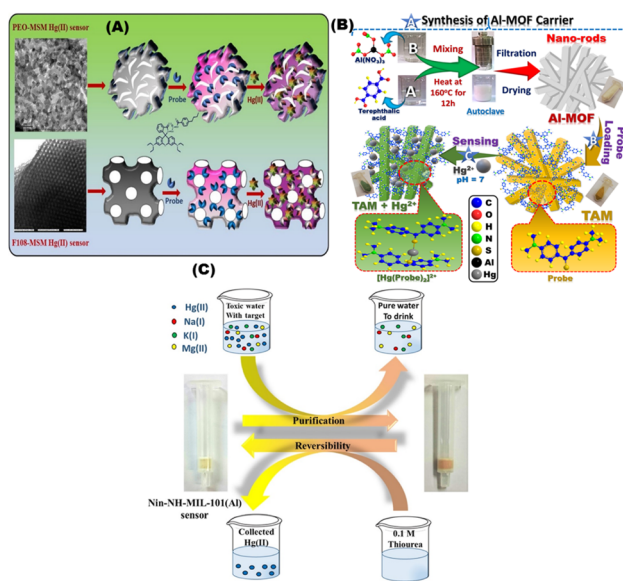 (A)
PEO-MSM Hg(II) sensor
Probe
Hg(II)
Probe
Hg(II)
F108-MSM Hg(II) sensor
(B)
A
Synthesis of Al-MOF Carrier
Al(NO₃)₃
B
Mixing
Filtration
Nano-rods
A
Heat at
160°C for
12h
Drying
Terephthalic
acid
Autoclave
Al-MOF
Probe
Loading
B
Sensing
Hg²⁺
pH = 7
TAM + Hg²⁺
TAM
[Hg(Probe)₂]²⁺
C
O
H
N
S
Al
Hg
Probe
(C)
Hg(II)
Na(I)
K(I)
Mg(II)
Toxic water
With target
Pure water
To drink
Purification
Reversibility
Nin-NH-MIL-101(Al)
sensor
Collected
Hg(II)
0.1 M
Thiourea